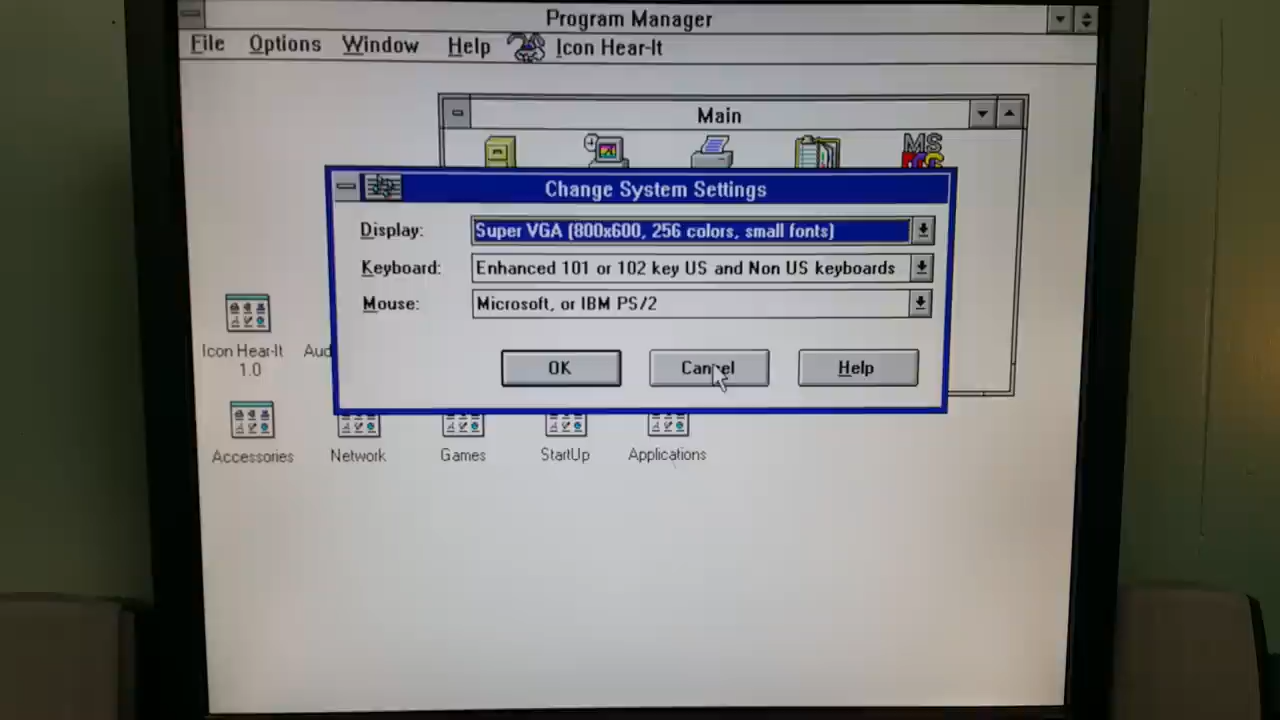 Program Manager
File Options Window Help Icon Hear-It
Main
MS
Change System Settings
Display: Super VGA (800x600, 256 colors, small fonts)
Keyboard: Enhanced 101 or 102 key US and Non US keyboards
Mouse: Microsoft, or IBM PS/2
OK Cancel Help
Icon Hear-It
1.0
Aud
Accessories Network Games StartUp Applications